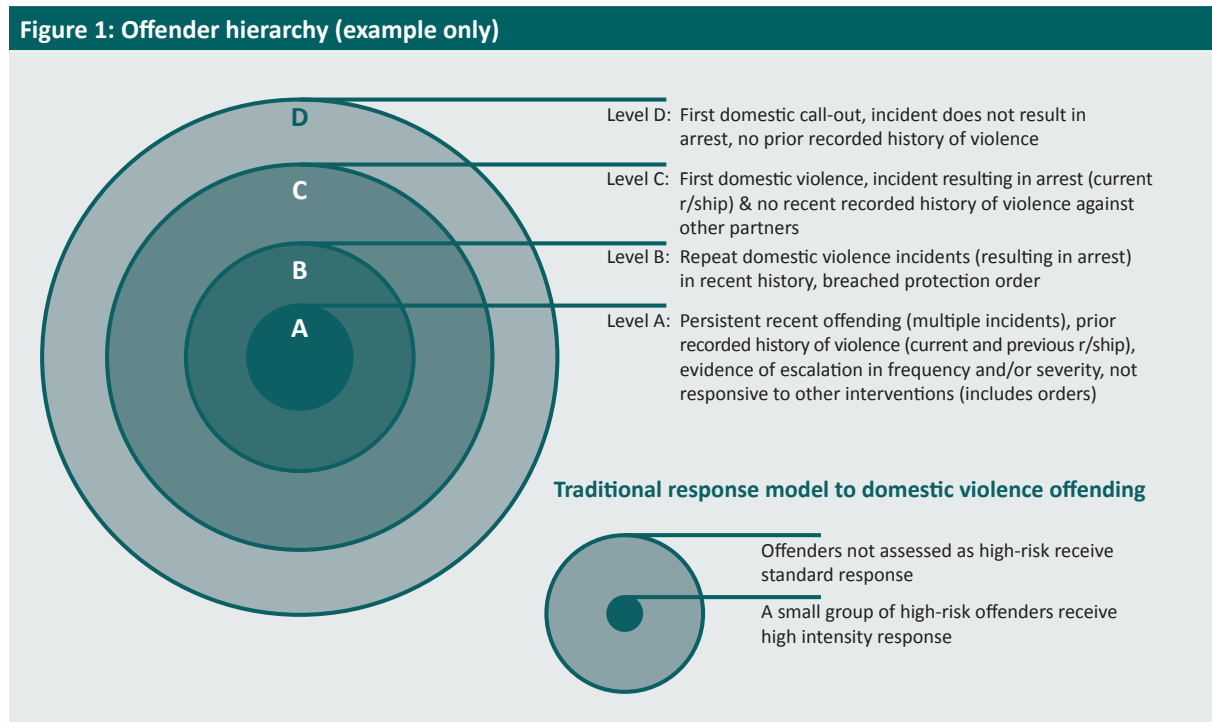 Figure 1: Offender hierarchy (example only)
D
C
B
A
Level D: First domestic call-out, incident does not result in
arrest, no prior recorded history of violence
Level C: First domestic violence, incident resulting in arrest (current
r/ship) & no recent recorded history of violence against
other partners
Level B: Repeat domestic violence incidents (resulting in arrest)
in recent history, breached protection order
Level A: Persistent recent offending (multiple incidents), prior
recorded history of violence (current and previous r/ship),
evidence of escalation in frequency and/or severity, not
responsive to other interventions (includes orders)
Traditional response model to domestic violence offending
Offenders not assessed as high-risk receive
standard response
A small group of high-risk offenders receive
high intensity response